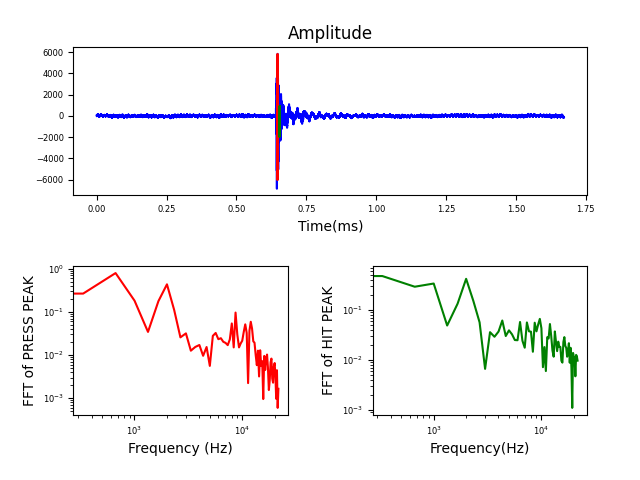 Amplitude
6000
4000
2000
0
−2000
−4000
−6000
0.00 0.25 0.50 0.75 1.00 1.25 1.50 1.75
Time(ms)
FFT of PRESS PEAK
10⁰
10⁻¹
10⁻²
10⁻³
10³ 10⁴
Frequency (Hz)
FFT of HIT PEAK
10⁻¹
10⁻²
10⁻³
10³ 10⁴
Frequency(Hz)